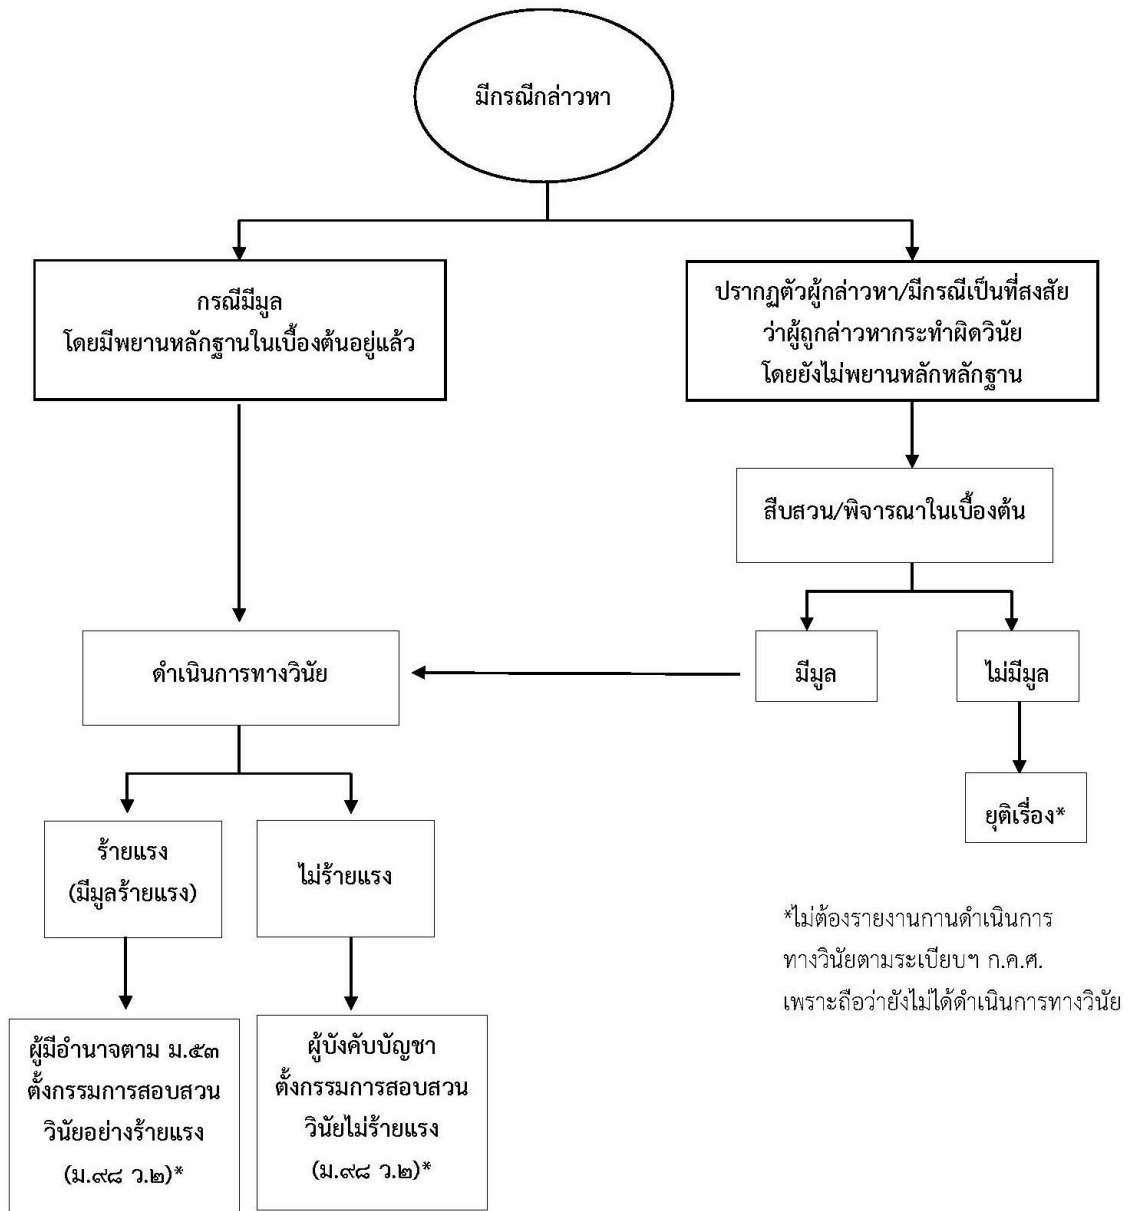 มีกรณีกล่าวหา
กรณีมีมูล
โดยมีพยานหลักฐานในเบื้องต้นอยู่แล้ว
ปรากฏตัวผู้กล่าวหา/มีกรณีเป็นที่สงสัย
ว่าผู้ถูกล่าวหากระทำผิดวินัย
โดยยังไม่พยานหลักหลักฐาน
สืบสวน/พิจารณาในเบื้องต้น
ดำเนินการทางวินัย
มีมูล
ไม่มีมูล
ยุติเรื่อง*
ร้ายแรง
(มีมูลร้ายแรง)
ไม่ร้ายแรง
*ไม่ต้องรายงานกานดำเนินการ
ทางวินัยตามระเบียบฯ ก.ค.ศ.
เพราะถือว่ายังไม่ได้ดำเนินการทางวินัย
ผู้มีอำนาจตาม ม.๕๓
ตั้งกรรมการสอบสวน
วินัยอย่างร้ายแรง
(ม.๙๘ ว.๒)*
ผู้บังคับบัญชา
ตั้งกรรมการสอบสวน
วินัยไม่ร้ายแรง
(ม.๙๘ ว.๒)*